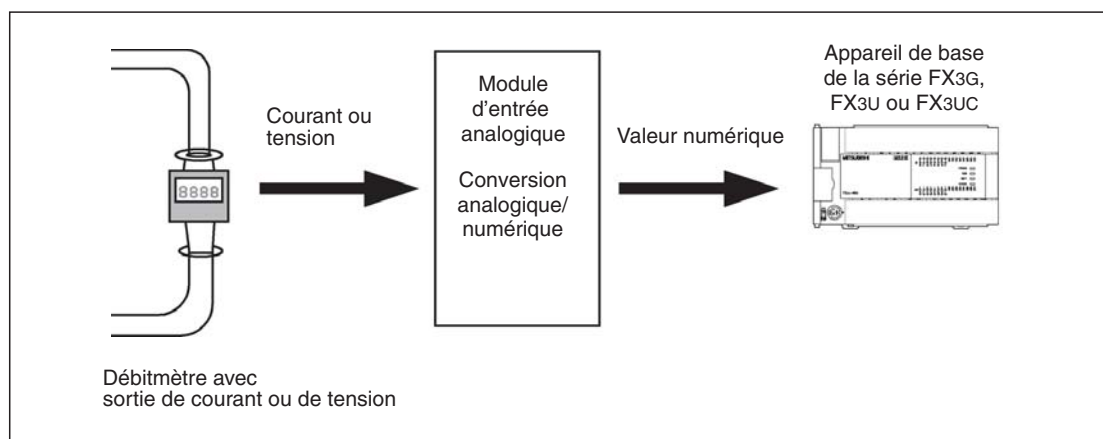 Appareil de base
de la série FX3G,
FX3U ou FX3UC
Module
d'entrée
analogique
Courant ou
tension
Valeur numérique
Conversion
analogique/
numérique
8888
MITSUBISHI
Débitmètre avec
sortie de courant ou de tension